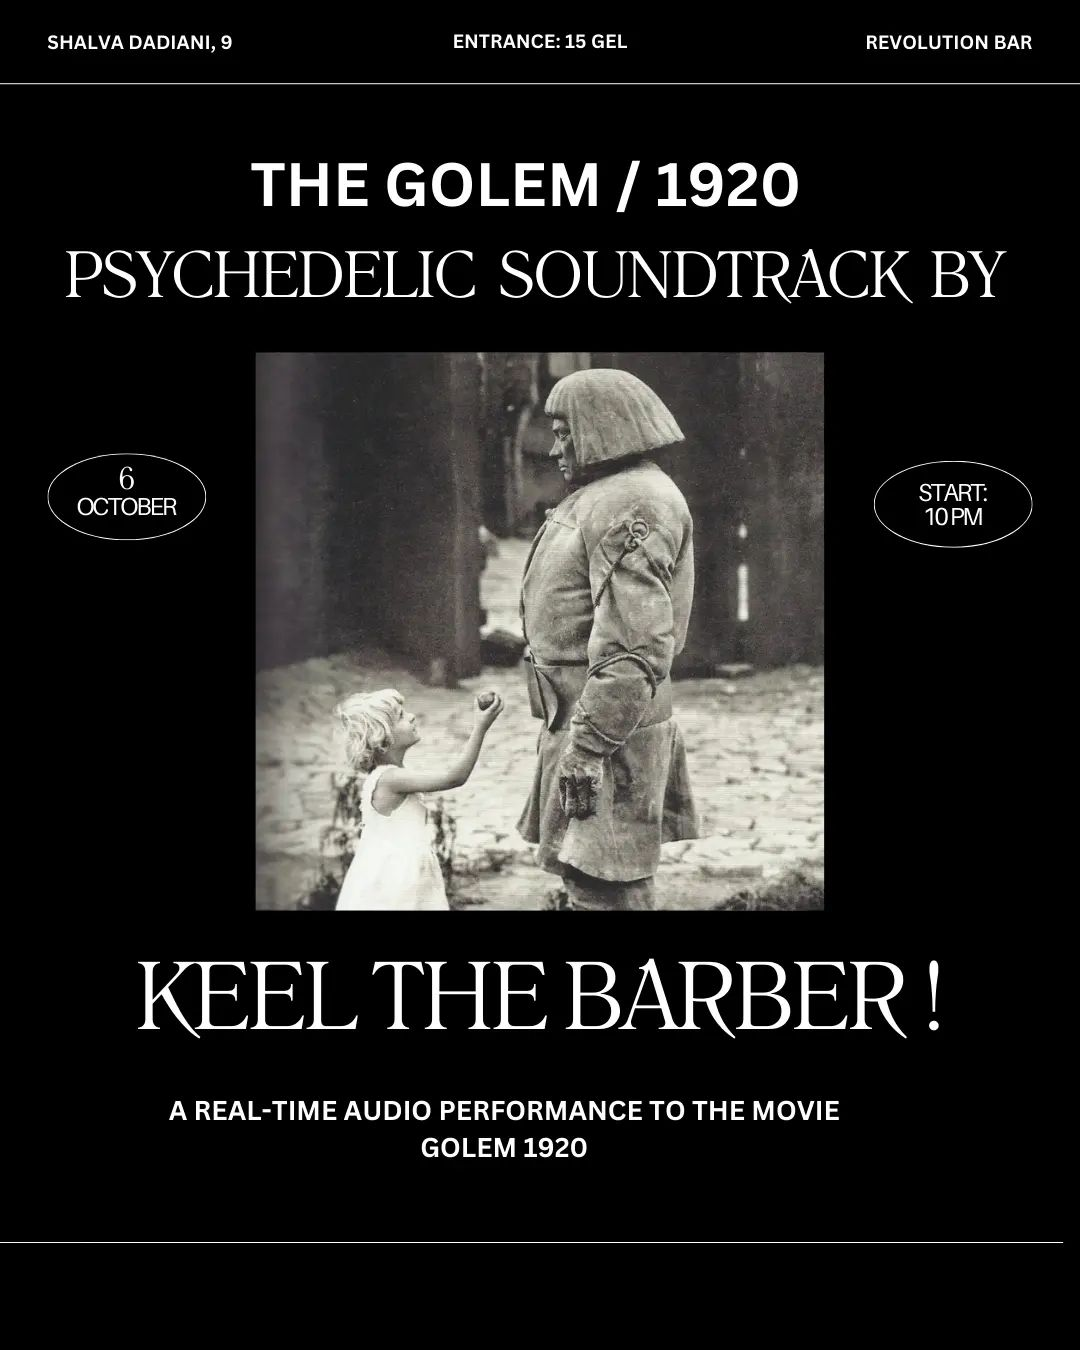 SHALVA DADIANI, 9
ENTRANCE: 15 GEL
REVOLUTION BAR
THE GOLEM / 1920
PSYCHEDELIC SOUNDTRACK BY
6
OCTOBER
START:
10 PM
KEEL THE BARBER !
A REAL-TIME AUDIO PERFORMANCE TO THE MOVIE
GOLEM 1920